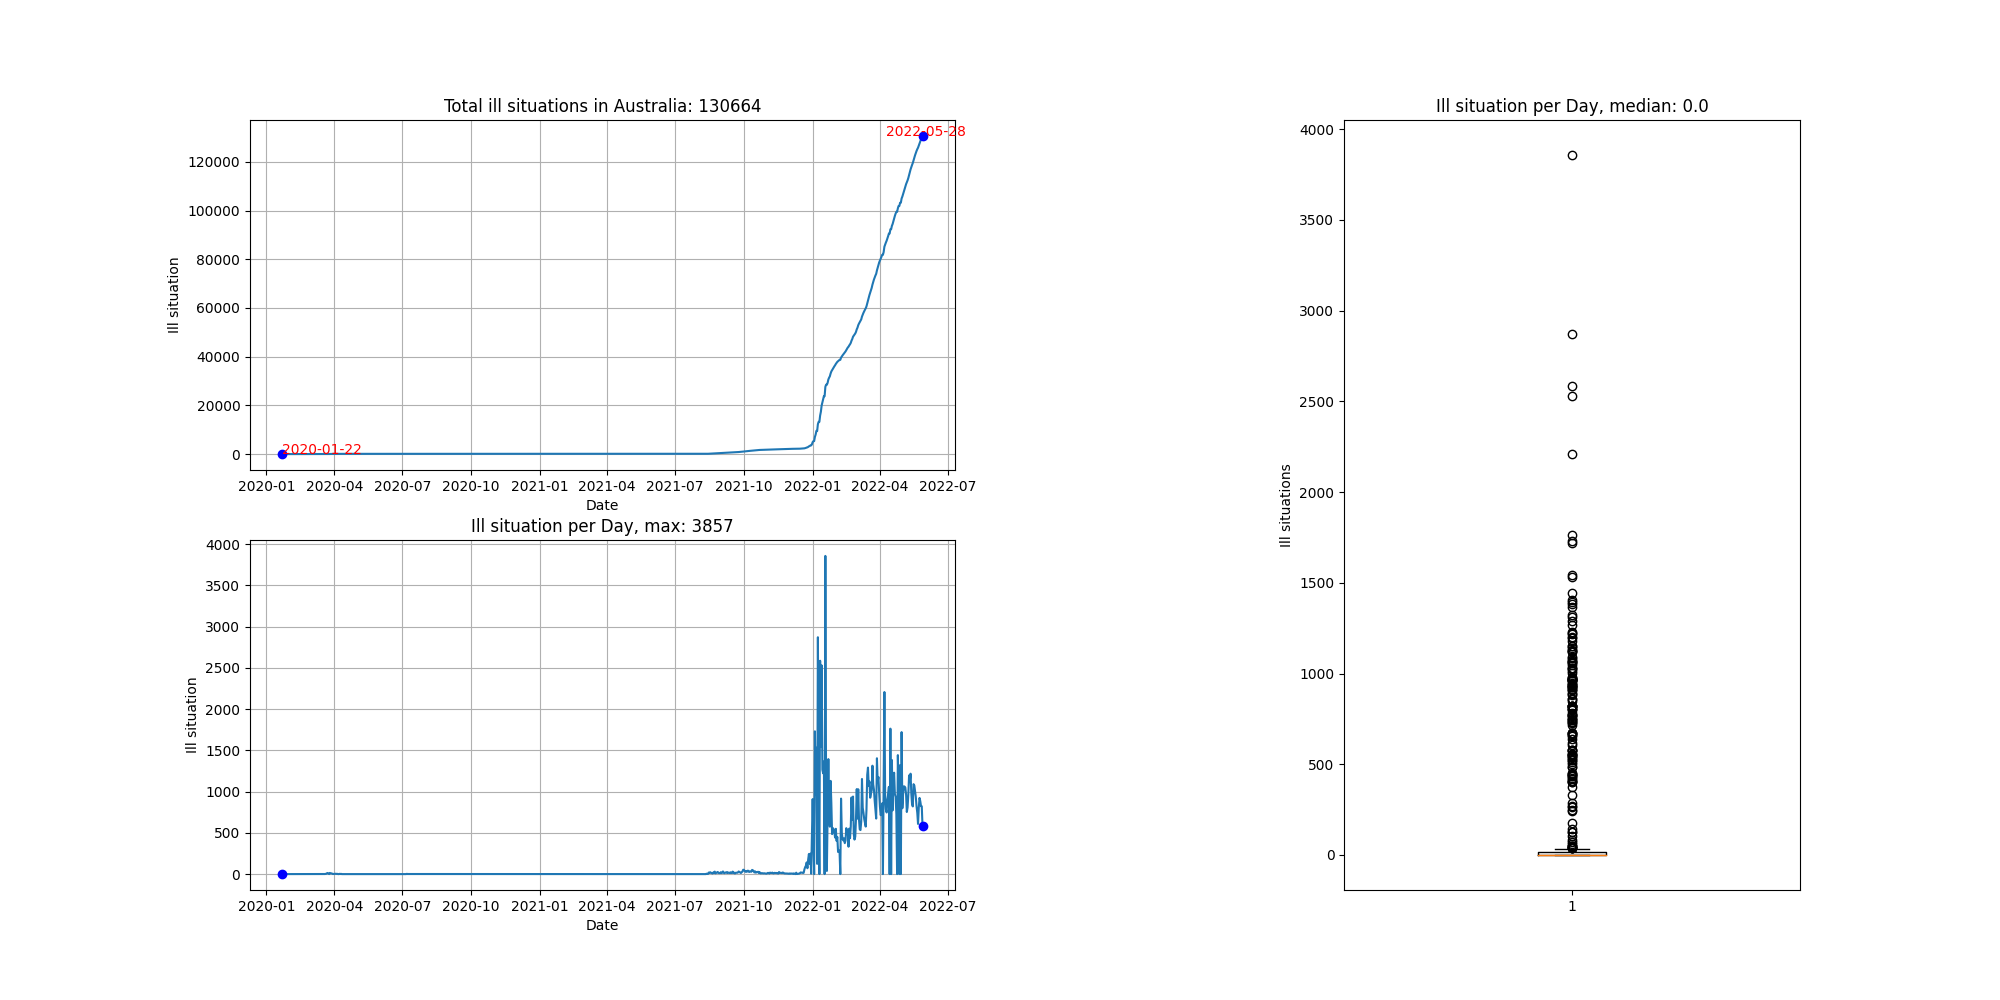 Total ill situations in Australia: 130664
2022-05-28
120000
100000
80000
60000
40000
20000
0
Ill situation
2020-01-22
2020-01 2020-04 2020-07 2020-10 2021-01 2021-04 2021-07 2021-10 2022-01 2022-04 2022-07
Date
Ill situation per Day, max: 3857
4000
3500
3000
2500
2000
1500
1000
500
0
Ill situation
2020-01 2020-04 2020-07 2020-10 2021-01 2021-04 2021-07 2021-10 2022-01 2022-04 2022-07
Date
Ill situation per Day, median: 0.0
4000
3500
3000
2500
2000
1500
1000
500
0
Ill situations
1